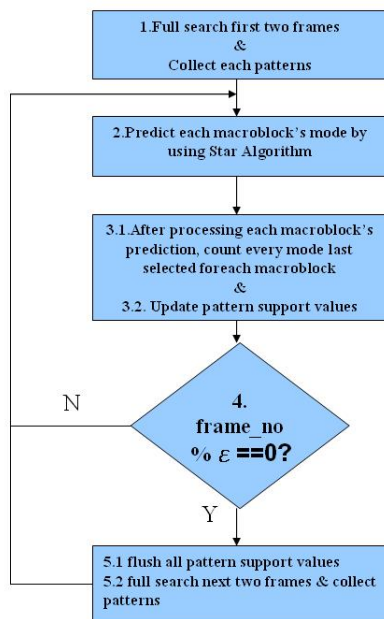 1.Full search first two frames
&
Collect each patterns
2.Predict each macroblock's mode by
using Star Algorithm
3.1.After processing each macroblock's
prediction, count every mode last
selected foreach macroblock
&
3.2. Update pattern support values
4.
frame_no
% ε ==0?
N
Y
5.1 flush all pattern support values
5.2 full search next two frames & collect
patterns